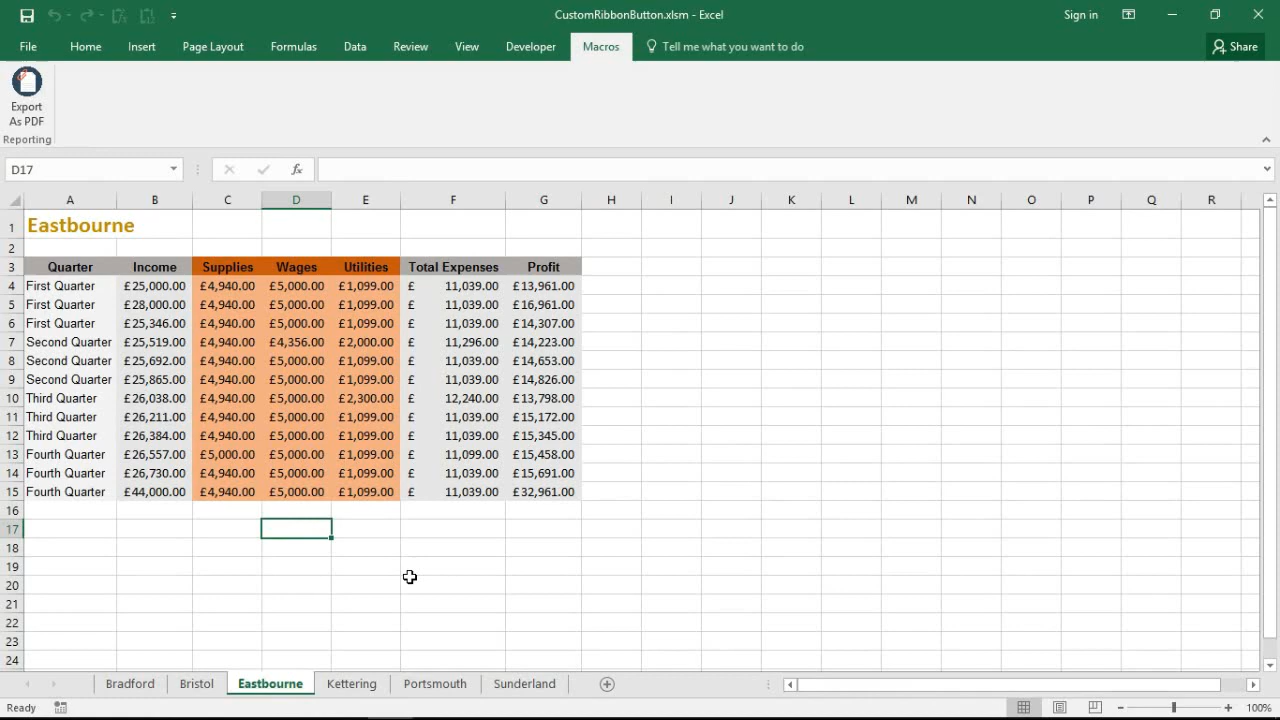 CustomRibbonButton.xlsm - Excel
Sign in
File Home Insert Page Layout Formulas Data Review View Developer Macros Tell me what you want to do Share
Export
As PDF
Reporting
D17 fx
A B C D E F G H I J K L M N O P Q R
1 Eastbourne
2
3 Quarter Income Supplies Wages Utilities Total Expenses Profit
4 First Quarter £25,000.00 £4,940.00 £5,000.00 £1,099.00 £ 11,039.00 £13,961.00
5 First Quarter £28,000.00 £4,940.00 £5,000.00 £1,099.00 £ 11,039.00 £16,961.00
6 First Quarter £25,346.00 £4,940.00 £5,000.00 £1,099.00 £ 11,039.00 £14,307.00
7 Second Quarter £25,519.00 £4,940.00 £4,356.00 £2,000.00 £ 11,296.00 £14,223.00
8 Second Quarter £25,692.00 £4,940.00 £5,000.00 £1,099.00 £ 11,039.00 £14,653.00
9 Second Quarter £25,865.00 £4,940.00 £5,000.00 £1,099.00 £ 11,039.00 £14,826.00
10 Third Quarter £26,038.00 £4,940.00 £5,000.00 £2,300.00 £ 12,240.00 £13,798.00
11 Third Quarter £26,211.00 £4,940.00 £5,000.00 £1,099.00 £ 11,039.00 £15,172.00
12 Third Quarter £26,384.00 £4,940.00 £5,000.00 £1,099.00 £ 11,039.00 £15,345.00
13 Fourth Quarter £26,557.00 £5,000.00 £5,000.00 £1,099.00 £ 11,099.00 £15,458.00
14 Fourth Quarter £26,730.00 £4,940.00 £5,000.00 £1,099.00 £ 11,039.00 £15,691.00
15 Fourth Quarter £44,000.00 £4,940.00 £5,000.00 £1,099.00 £ 11,039.00 £32,961.00
16
17
18
19
20
21
22
23
24
Bradford Bristol Eastbourne Kettering Portsmouth Sunderland
Ready 100%